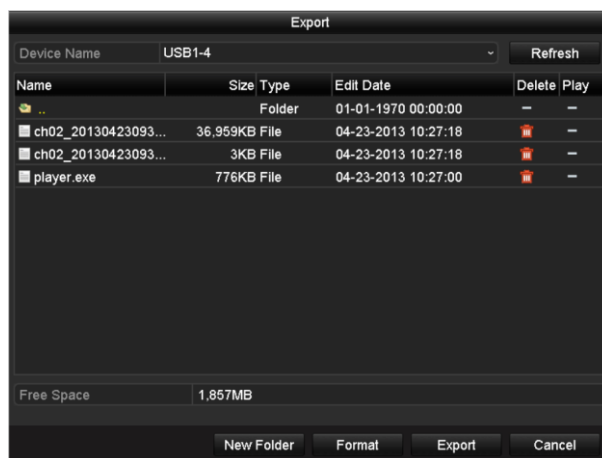 Export
Device Name USB1-4 Refresh
Name Size Type Edit Date Delete Play
.. Folder 01-01-1970 00:00:00 – –
ch02_20130423093... 36,959KB File 04-23-2013 10:27:18 –
ch02_20130423093... 3KB File 04-23-2013 10:27:18 –
player.exe 776KB File 04-23-2013 10:27:00 –
Free Space 1,857MB
New Folder Format Export Cancel